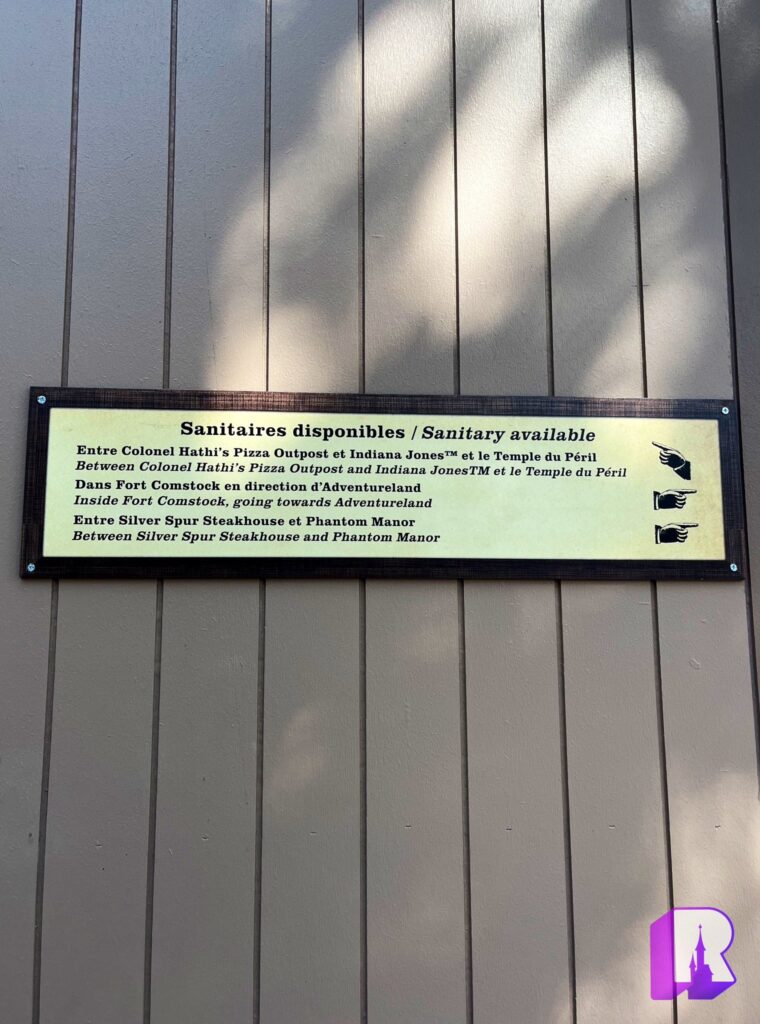 Sanitaires disponibles / Sanitary available
Entre Colonel Hathi's Pizza Outpost et Indiana Jones™ et le Temple du Péril
Between Colonel Hathi's Pizza Outpost and Indiana JonesTM et le Temple du Péril
Dans Fort Comstock en direction d'Adventureland
Inside Fort Comstock, going towards Adventureland
Entre Silver Spur Steakhouse et Phantom Manor
Between Silver Spur Steakhouse and Phantom Manor
R